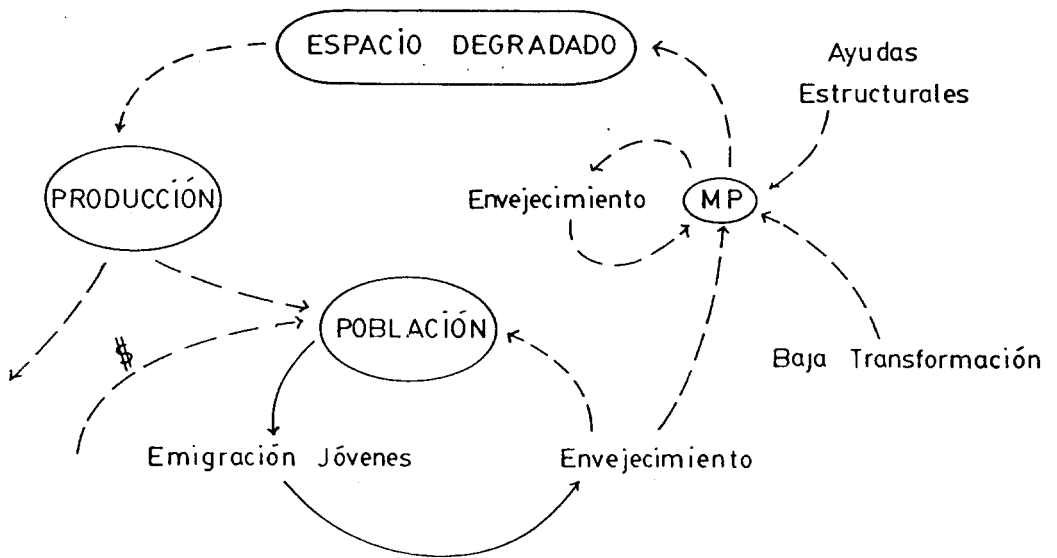 ESPACIO DEGRADADO
Ayudas
Estructurales
PRODUCCIÓN
Envejecimiento
MP
POBLACIÓN
$
Baja Transformación
Emigración Jóvenes
Envejecimiento